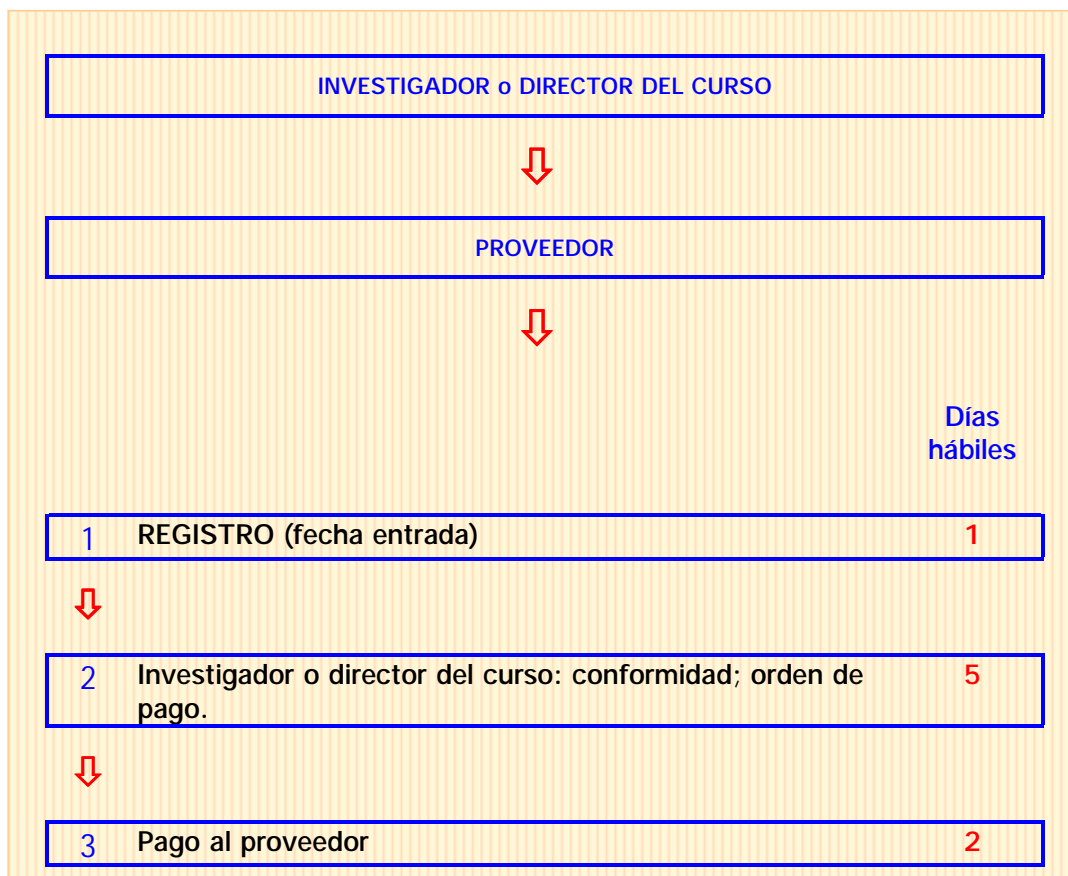 INVESTIGADOR o DIRECTOR DEL CURSO
PROVEEDOR
Días
hábiles
1 REGISTRO (fecha entrada) 1
2 Investigador o director del curso: conformidad; orden de 5
pago.
3 Pago al proveedor 2